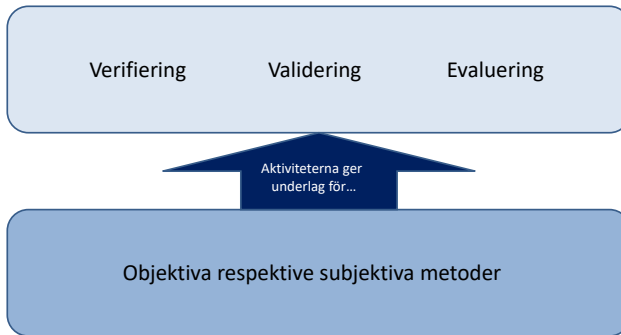 Verifiering Validering Evaluering
Aktiviteterna ger
underlag för...
Objektiva respektive subjektiva metoder